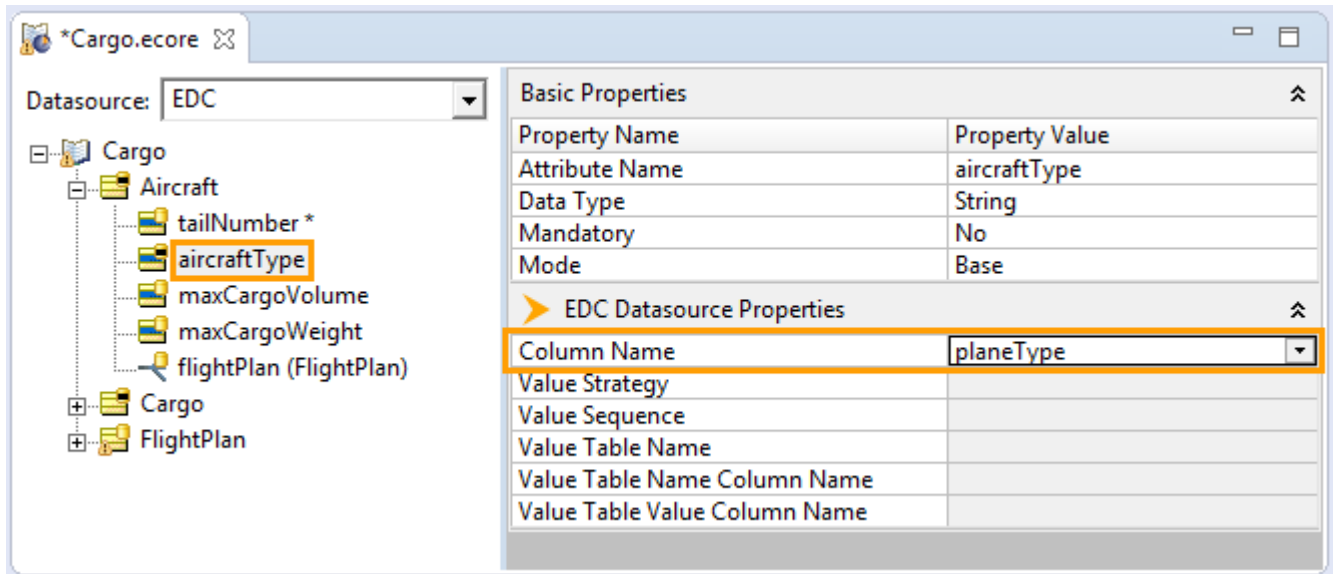 *Cargo.ecore
Datasource: EDC
Cargo
Aircraft
tailNumber *
aircraftType
maxCargoVolume
maxCargoWeight
flightPlan (FlightPlan)
Cargo
FlightPlan
Basic Properties
Property Name Property Value
Attribute Name aircraftType
Data Type String
Mandatory No
Mode Base
EDC Datasource Properties
Column Name planeType
Value Strategy
Value Sequence
Value Table Name
Value Table Name Column Name
Value Table Value Column Name